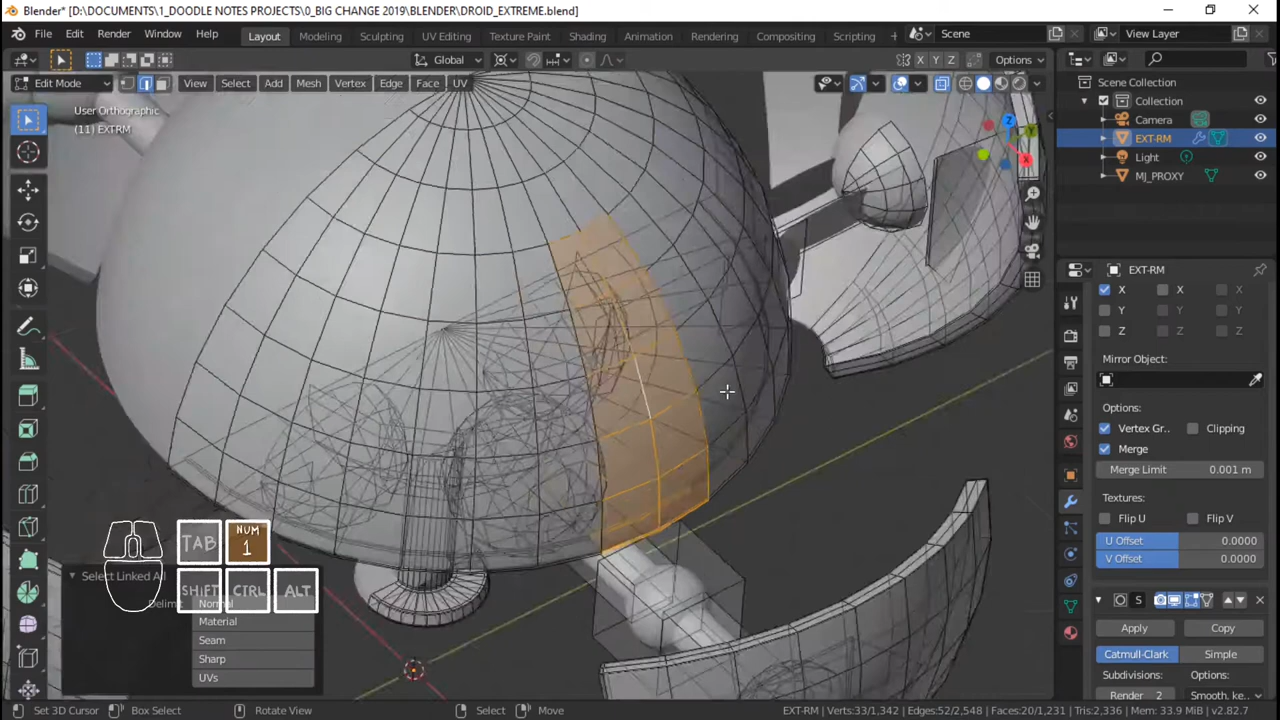 Blender* [D:\DOCUMENTS\1_DOODLE NOTES PROJECTS\0_BIG CHANGE 2019\BLENDER\DROID_EXTREME.blend]
File Edit Render Window Help Layout Modeling Sculpting UV Editing Texture Paint Shading Animation Rendering Compositing Scripting + Scene View Layer
Global X Y Z Options
Edit Mode View Select Add Mesh Vertex Edge Face UV
User Orthographic
(11) EXTRM
Scene Collection
Collection
Camera
EXT-RM
Light
MJ_PROXY
Z
Y
X
EXT-RM
X X X
Y Y Y
Z Z Z
Mirror Object:
Options:
Vertex Gr... Clipping
Merge
Merge Limit 0.001 m
Textures:
Flip U Flip V
U Offset 0.0000
V Offset 0.0000
S
Apply Copy
Catmull-Clark Simple
Subdivisions: Options:
Render 2 Smooth, ke...
TAB NUM 1
SHIFT CTRL ALT
Select Linked All
Delimit Normal
Material
Seam
Sharp
UVs
Set 3D Cursor Box Select Rotate View Select Move EXT-RM | Verts:33/1,342 | Edges:52/2,548 | Faces:20/1,231 | Tris:2,336 | Mem: 33.9 MiB | v2.82.7